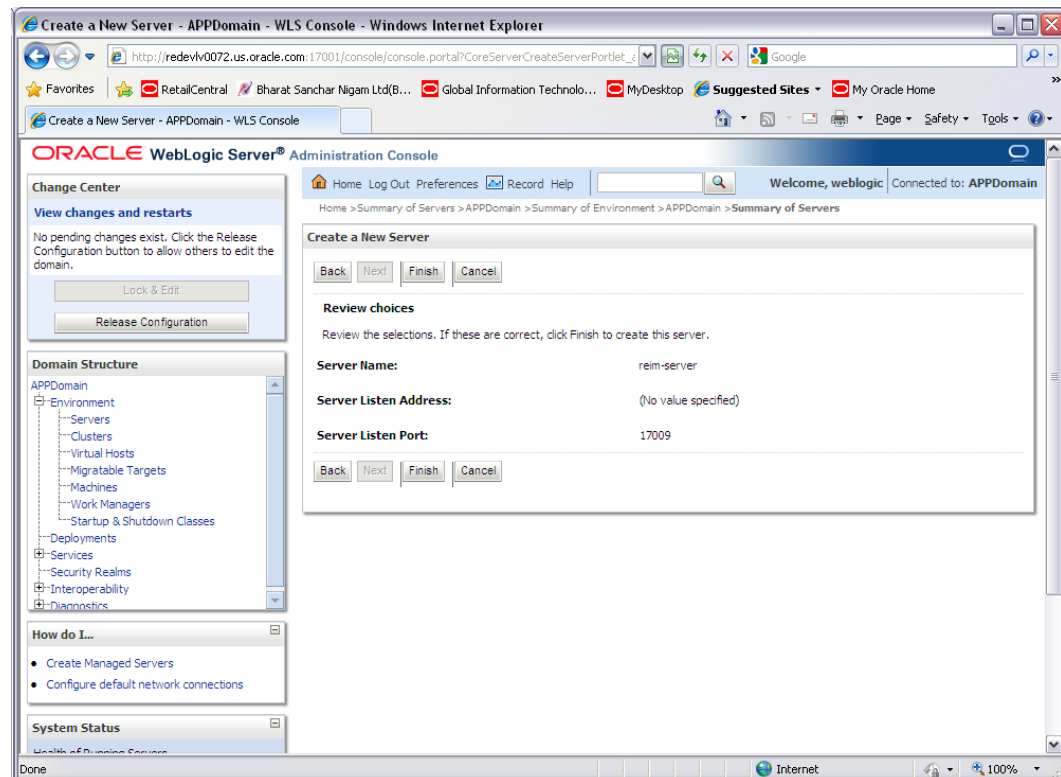 Create a New Server - APPDomain - WLS Console - Windows Internet Explorer
http://redevlv0072.us.oracle.com:17001/console/console.portal?CoreServerCreateServerPortlet_
Google
Favorites RetailCentral Bharat Sanchar Nigam Ltd(B... Global Information Technolo... MyDesktop Suggested Sites My Oracle Home
Create a New Server - APPDomain - WLS Console
Page Safety Tools
ORACLE WebLogic Server® Administration Console
Change Center
View changes and restarts
No pending changes exist. Click the Release
Configuration button to allow others to edit the
domain.
Lock & Edit
Release Configuration
Domain Structure
APPDomain
Environment
Servers
Clusters
Virtual Hosts
Migratable Targets
Machines
Work Managers
Startup & Shutdown Classes
Deployments
Services
Security Realms
Interoperability
Diagnostics
How do I...
Create Managed Servers
Configure default network connections
System Status
Health of Running Servers
Home Log Out Preferences Record Help
Welcome, weblogic Connected to: APPDomain
Home >Summary of Servers >APPDomain >Summary of Environment >APPDomain >Summary of Servers
Create a New Server
Back Next Finish Cancel
Review choices
Review the selections. If these are correct, click Finish to create this server.
Server Name: reim-server
Server Listen Address: (No value specified)
Server Listen Port: 17009
Back Next Finish Cancel
Done Internet 100%